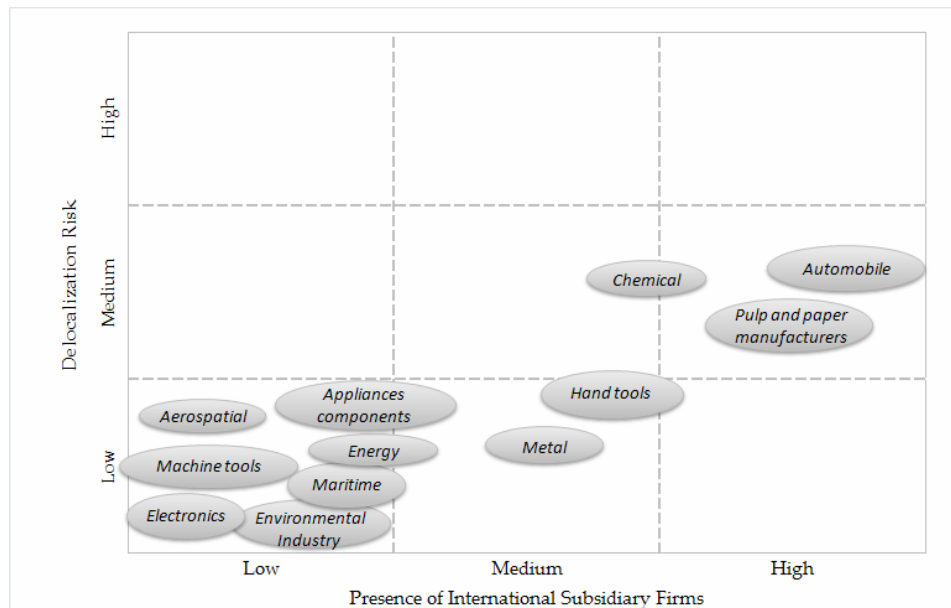 High
Medium
Low
Delocalization Risk
Automobile
Chemical
Pulp and paper
manufacturers
Appliances
components
Hand tools
Aerospatial
Energy
Metal
Machine tools
Maritime
Electronics
Environmental
Industry
Low
Medium
High
Presence of International Subsidiary Firms